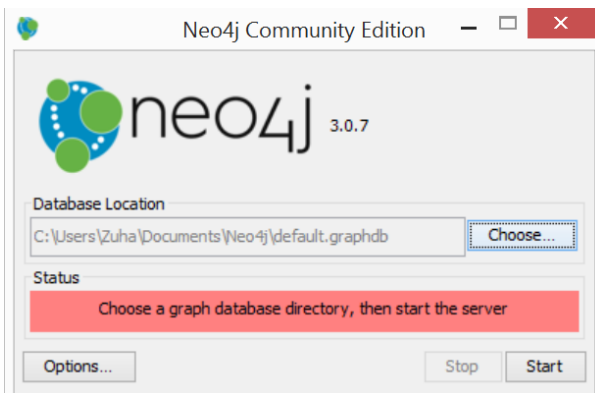 Neo4j Community Edition
neo4j 3.0.7
Database Location
C:\Users\Zuha\Documents\Neo4j\default.graphdb Choose...
Status
Choose a graph database directory, then start the server
Options... Stop Start